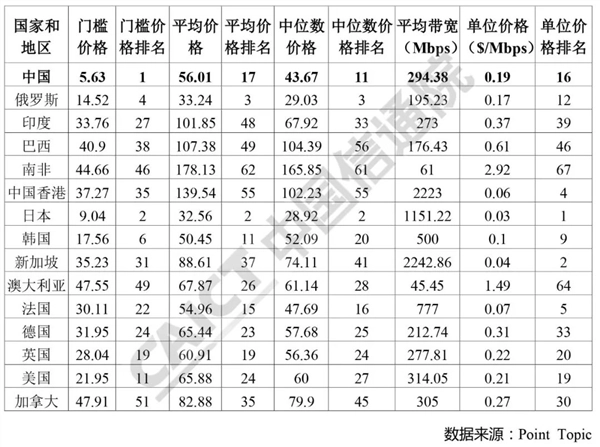 国家和地区 门槛价格 门槛价格排名 平均价格 平均价格排名 中位数价格 中位数价格排名 平均带宽（Mbps） 单位价格（$/Mbps） 单位价格排名
中国 5.63 1 56.01 17 43.67 11 294.38 0.19 16
俄罗斯 14.52 4 33.24 3 29.03 3 195.23 0.17 12
印度 33.76 27 101.85 48 67.92 33 273 0.37 39
巴西 40.9 38 107.38 49 104.39 56 176.43 0.61 46
南非 44.66 46 178.13 62 165.85 61 61 2.92 67
中国香港 37.27 35 139.54 55 102.23 55 2223 0.06 4
日本 9.04 2 32.56 2 28.92 2 1151.22 0.03 1
韩国 17.56 6 50.45 11 52.09 20 500 0.1 9
新加坡 35.23 31 88.61 37 74.11 41 2242.86 0.04 2
澳大利亚 47.55 49 67.87 26 61.14 28 45.45 1.49 64
法国 30.11 22 54.96 15 47.69 16 777 0.07 5
德国 31.95 24 65.44 23 57.68 25 212.74 0.31 33
英国 28.04 19 60.91 19 56.36 24 277.81 0.22 20
美国 21.95 11 65.88 24 60 27 314.05 0.21 19
加拿大 47.91 51 82.88 35 79.9 45 305 0.27 30
数据来源：Point Topic
CAICT 中国信通院